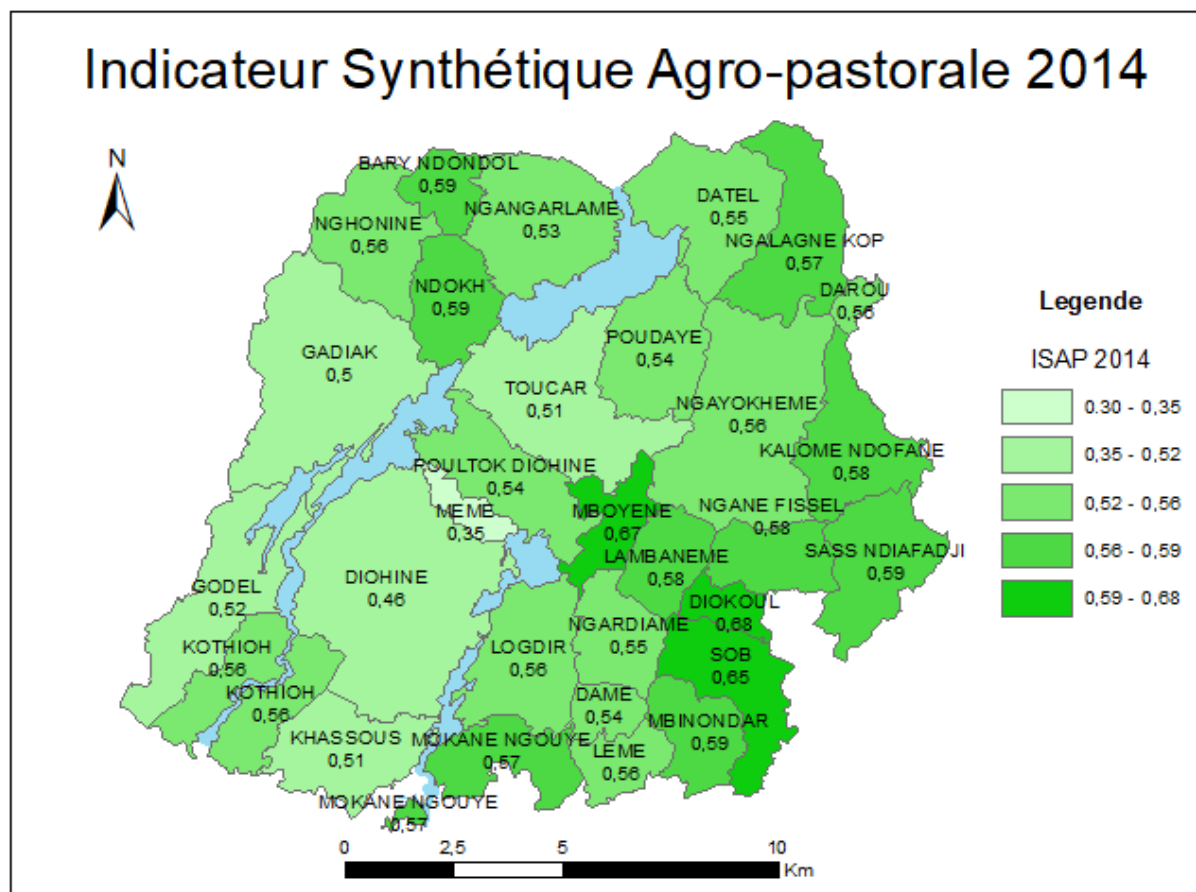 Indicateur Synthétique Agro-pastorale 2014
N
BARY NDONDOL
0,59
NGANGARLAME
0,53
DATEL
0,55
NGHONINE
0,56
NGALAGNE KOP
0,57
NDOKH
0,59
DAROU
0,56
GADIAK
0,5
POUDAYE
0,54
TOUCAR
0,51
NGAYOKHEME
0,56
KALOME NDOFANE
0,58
POULTOK DIOHINE
0,54
MEME
0,35
MBOYENE
0,67
NGANE FISSEL
0,58
LAMBANEME
0,58
SASS NDIAFADJI
0,59
DIOHINE
0,46
GODEL
0,52
DIOKOUL
0,68
NGARDIAME
0,55
LOGDIR
0,56
SOB
0,65
KOTHIOH
0,56
KOTHIOH
0,56
DAME
0,54
MBINONDAR
0,59
KHASSOUS
0,51
MOKANE NGOUYE
0,57
LEME
0,56
MOKANE NGOUYE
0,57
0 2,5 5 10
Km
Legende
ISAP 2014
0.30 - 0.35
0,35 - 0,52
0,52 - 0,56
0,56 - 0,59
0,59 - 0,68